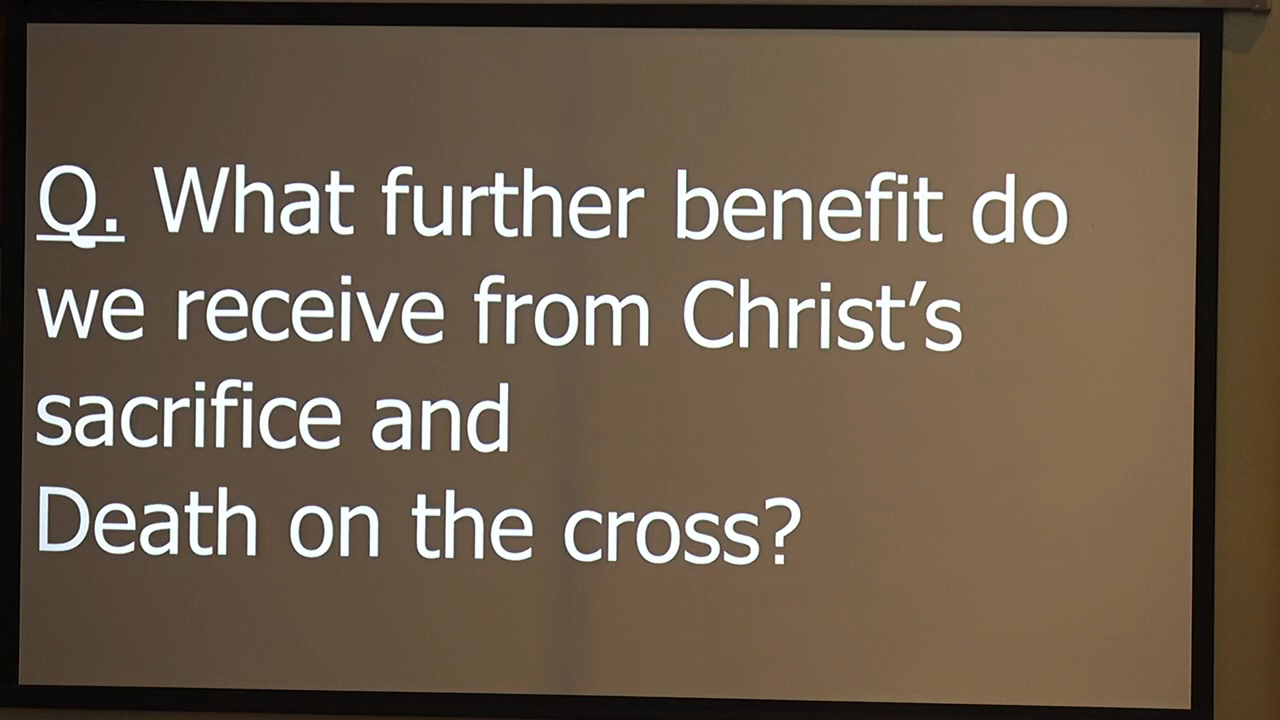 Q. What further benefit do
we receive from Christ’s
sacrifice and
Death on the cross?